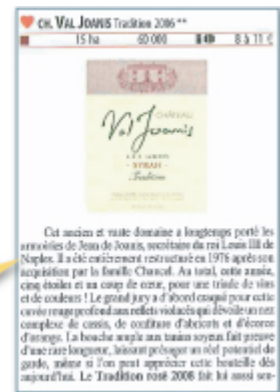 CH. VAL JOANIS Tradition 2006 **
15 ha 60 000 8 à 11 €
CHÂTEAU
Val Joanis
SYRAH
Tradition
Cet ancien et vaste domaine a longtemps porté les
armoiries de Jean de Joanis, secrétaire du roi Louis III de
Naples. Il a été entièrement restructuré en 1978 après son
acquisition par la famille Chancel. Au total, cette année,
cinq étoiles et un coup de cœur, pour une triade de vins
et de couleurs ! Le grand jury a d'abord craqué pour cette
cuvée rouge profond aux reflets violacés qui dévoile un nez
complexe de cassis, de confiture d'abricots et d'écorce
d'orange. La bouche ample aux tanins soyeux fait preuve
d'une rare longueur, laissant présager un réel potentiel de
garde, même si l'on peut apprécier cette bouteille dès
aujourd'hui. Le Tradition rosé 2008 fait lui aussi sen-